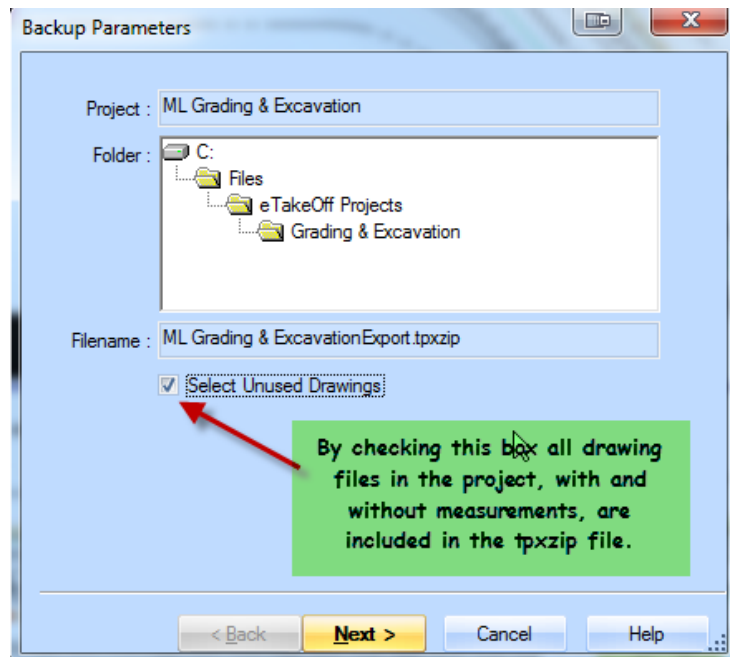 Backup Parameters
Project : ML Grading & Excavation
Folder : C:
Files
eTakeOff Projects
Grading & Excavation
Filename : ML Grading & ExcavationExport.tpxzip
Select Unused Drawings
By checking this box all drawing
files in the project, with and
without measurements, are
included in the tpxzip file.
< Back Next > Cancel Help